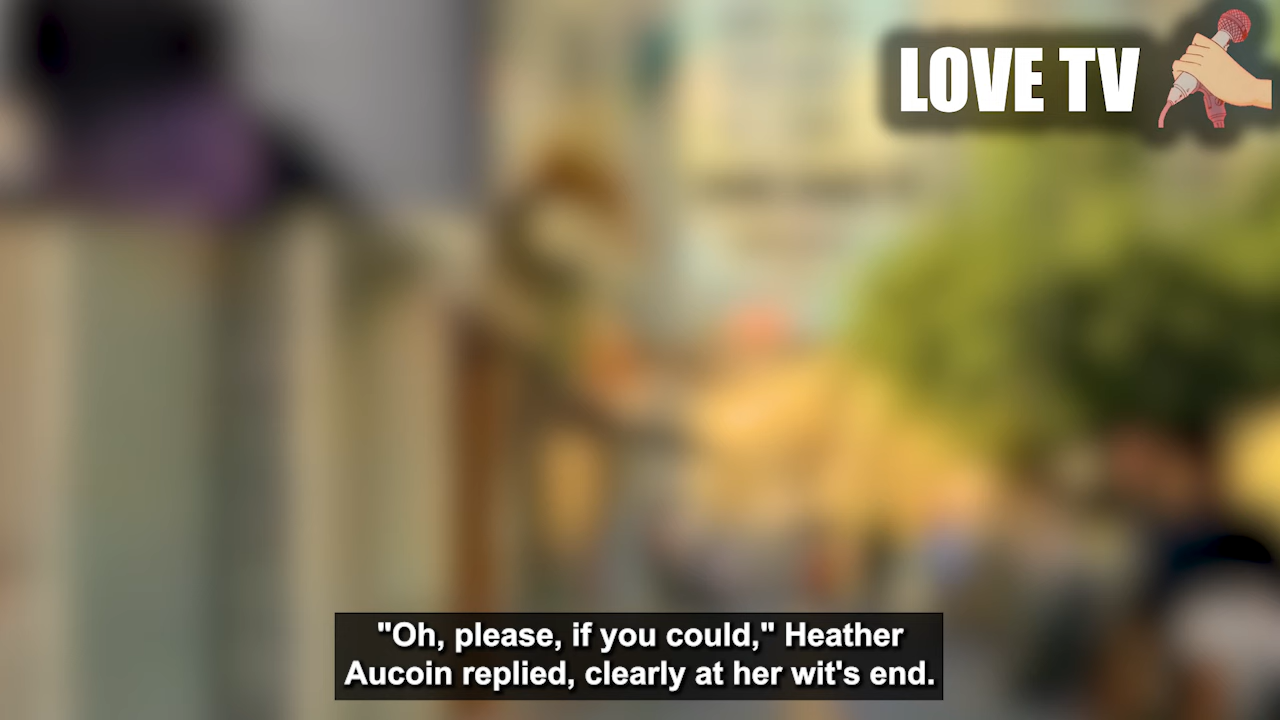 LOVE TV
"Oh, please, if you could," Heather
Aucoin replied, clearly at her wit's end.